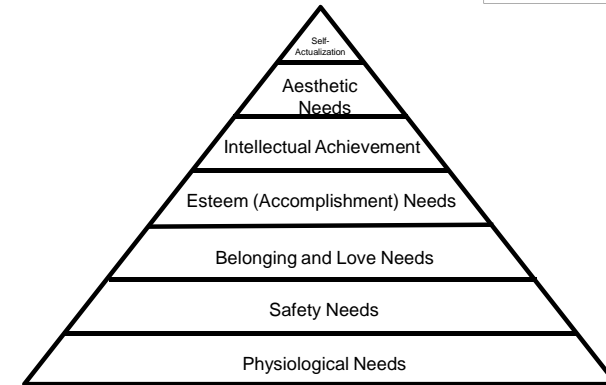 Self-
Actualization
Aesthetic
Needs
Intellectual Achievement
Esteem (Accomplishment) Needs
Belonging and Love Needs
Safety Needs
Physiological Needs